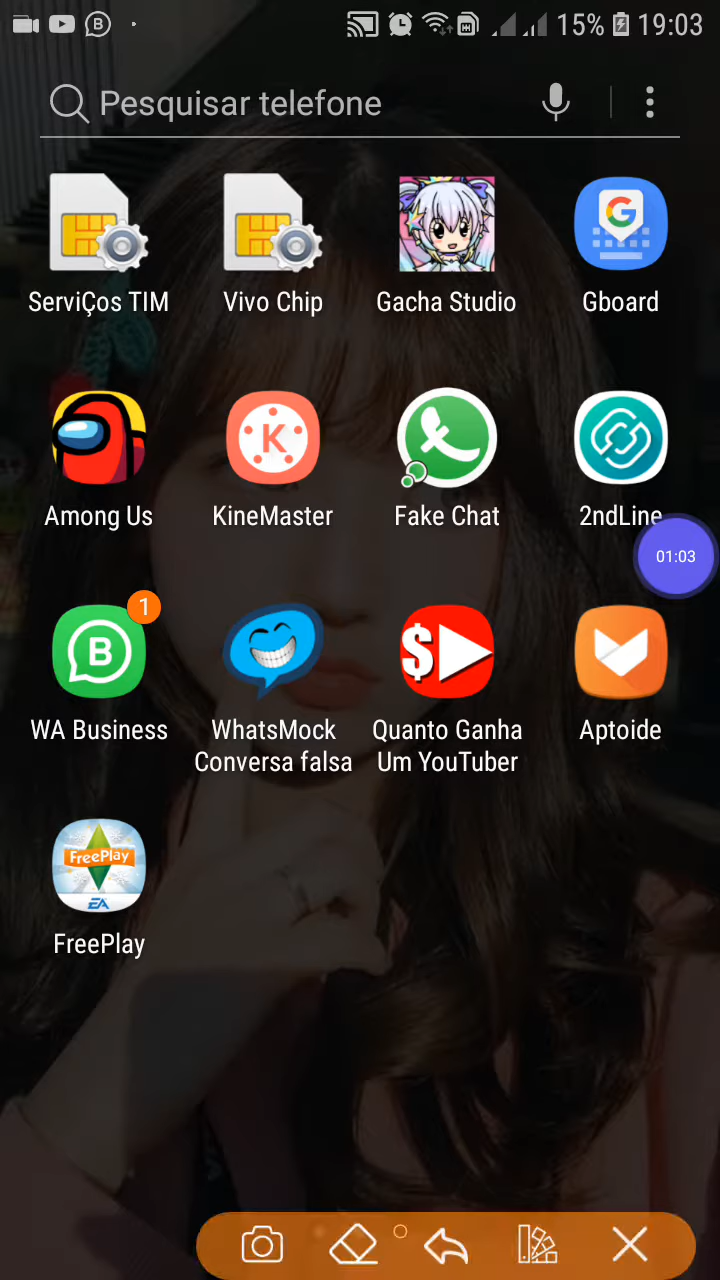 15% 19:03
Pesquisar telefone
ServiÇos TIM
Vivo Chip
Gacha Studio
G
Gboard
K
Among Us
KineMaster
Fake Chat
2ndLine
01:03
B
1
$
WA Business
WhatsMock
Conversa falsa
Quanto Ganha
Um YouTuber
Aptoide
FreePlay
EA
FreePlay